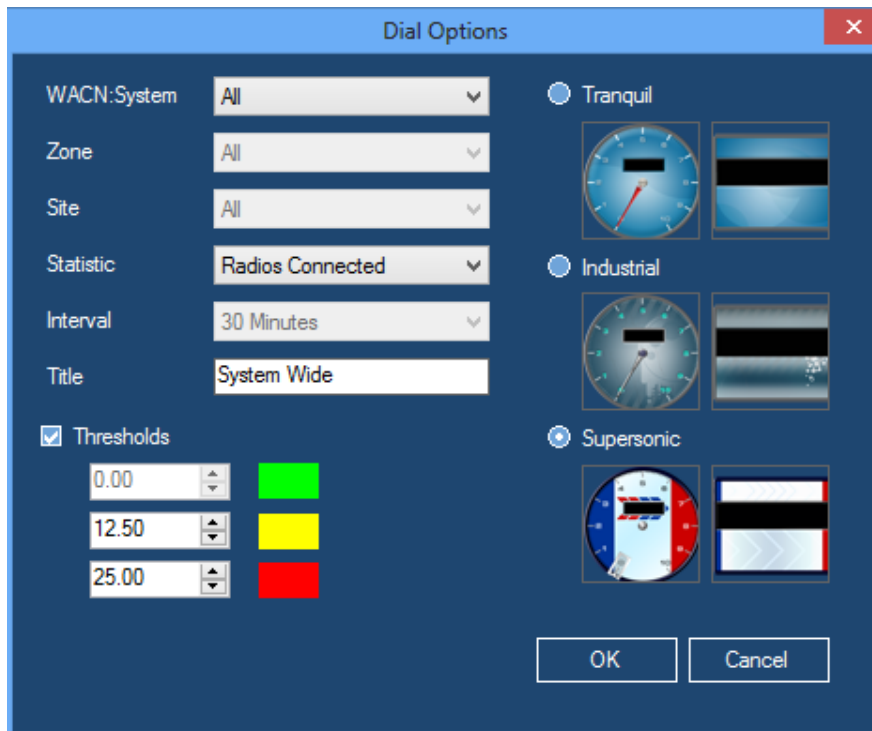 Dial Options
WACN:System
All
Zone
All
Site
All
Statistic
Radios Connected
Interval
30 Minutes
Title
System Wide
Thresholds
0.00
12.50
25.00
Tranquil
Industrial
Supersonic
OK
Cancel